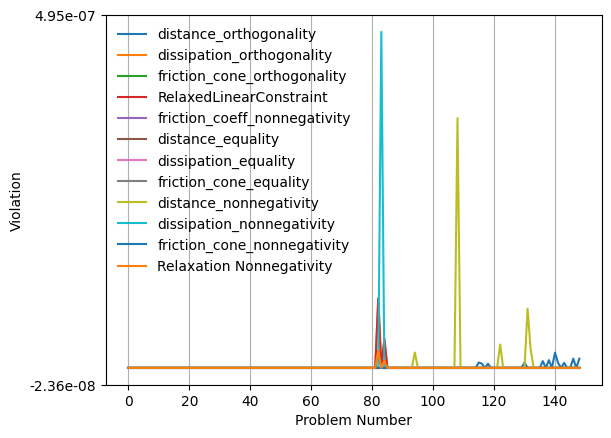 4.95e-07
distance_orthogonality
dissipation_orthogonality
friction_cone_orthogonality
RelaxedLinearConstraint
friction_coeff_nonnegativity
distance_equality
dissipation_equality
friction_cone_equality
distance_nonnegativity
dissipation_nonnegativity
friction_cone_nonnegativity
Relaxation Nonnegativity
Violation
-2.36e-08
0 20 40 60 80 100 120 140
Problem Number